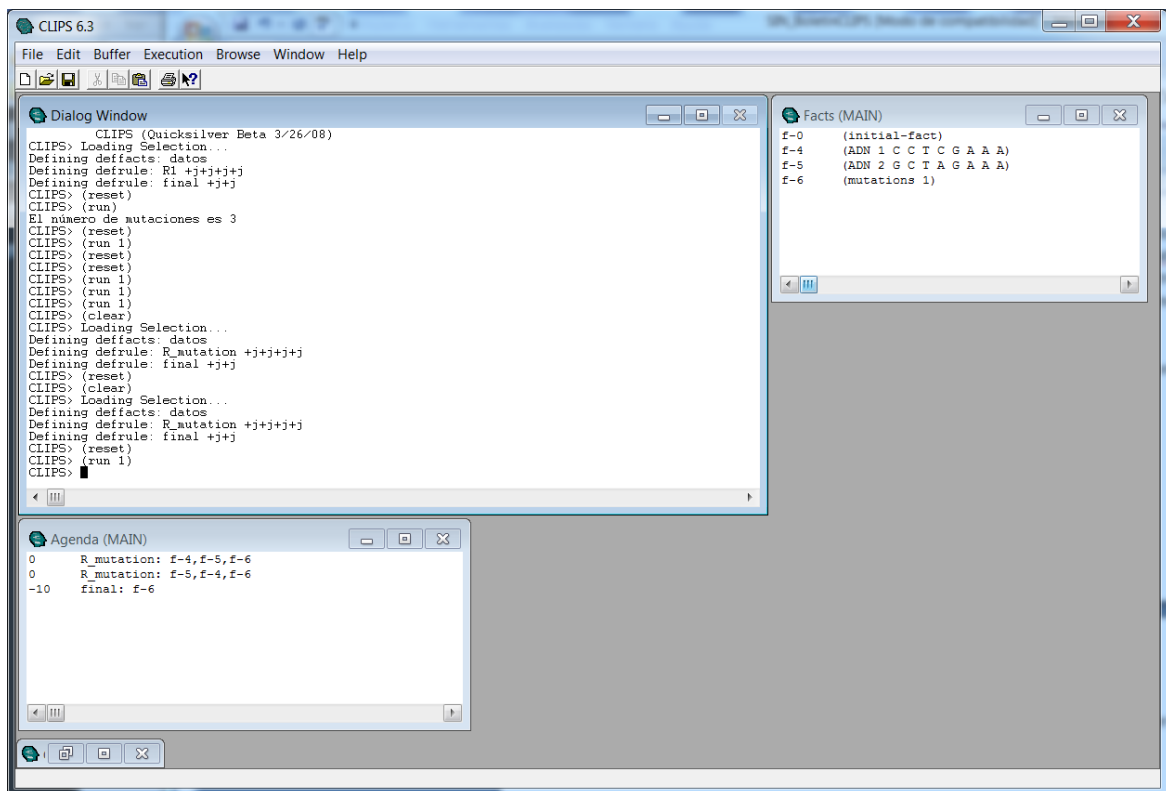 CLIPS 6.3
File Edit Buffer Execution Browse Window Help
Dialog Window
CLIPS (Quicksilver Beta 3/26/08)
CLIPS> Loading Selection...
Defining deffacts: datos
Defining defrule: R1 +j+j+j+j
Defining defrule: final +j+j
CLIPS> (reset)
CLIPS> (run)
El número de mutaciones es 3
CLIPS> (reset)
CLIPS> (run 1)
CLIPS> (reset)
CLIPS> (reset)
CLIPS> (run 1)
CLIPS> (run 1)
CLIPS> (run 1)
CLIPS> (clear)
CLIPS> Loading Selection...
Defining deffacts: datos
Defining defrule: R_mutation +j+j+j+j
Defining defrule: final +j+j
CLIPS> (reset)
CLIPS> (clear)
CLIPS> Loading Selection...
Defining deffacts: datos
Defining defrule: R_mutation +j+j+j+j
Defining defrule: final +j+j
CLIPS> (reset)
CLIPS> (run 1)
CLIPS>
Facts (MAIN)
f-0 (initial-fact)
f-4 (ADN 1 C C T C G A A A)
f-5 (ADN 2 G C T A G A A A)
f-6 (mutations 1)
Agenda (MAIN)
0 R_mutation: f-4,f-5,f-6
0 R_mutation: f-5,f-4,f-6
-10 final: f-6